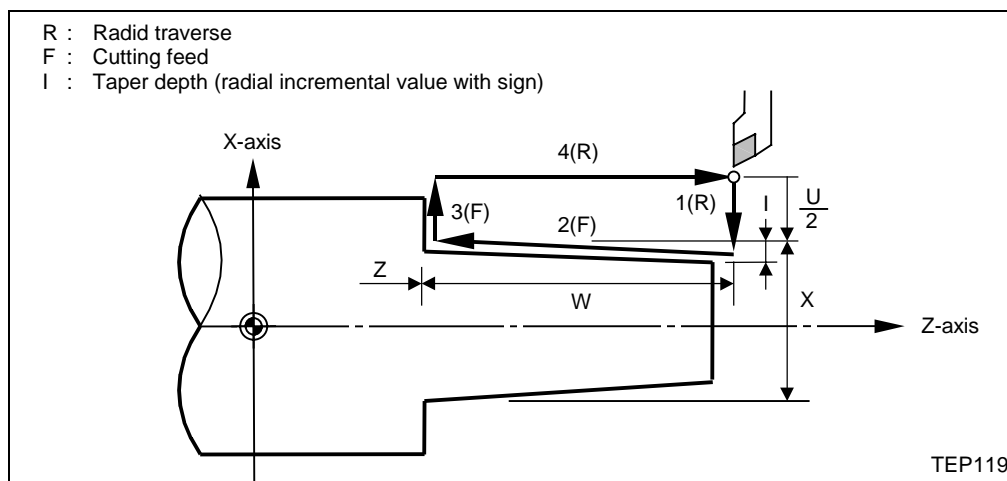 R : Radid traverse
F : Cutting feed
I : Taper depth (radial incremental value with sign)
X-axis
4(R)
1(R)
I
U
2
3(F)
2(F)
Z
W
X
Z-axis
TEP119